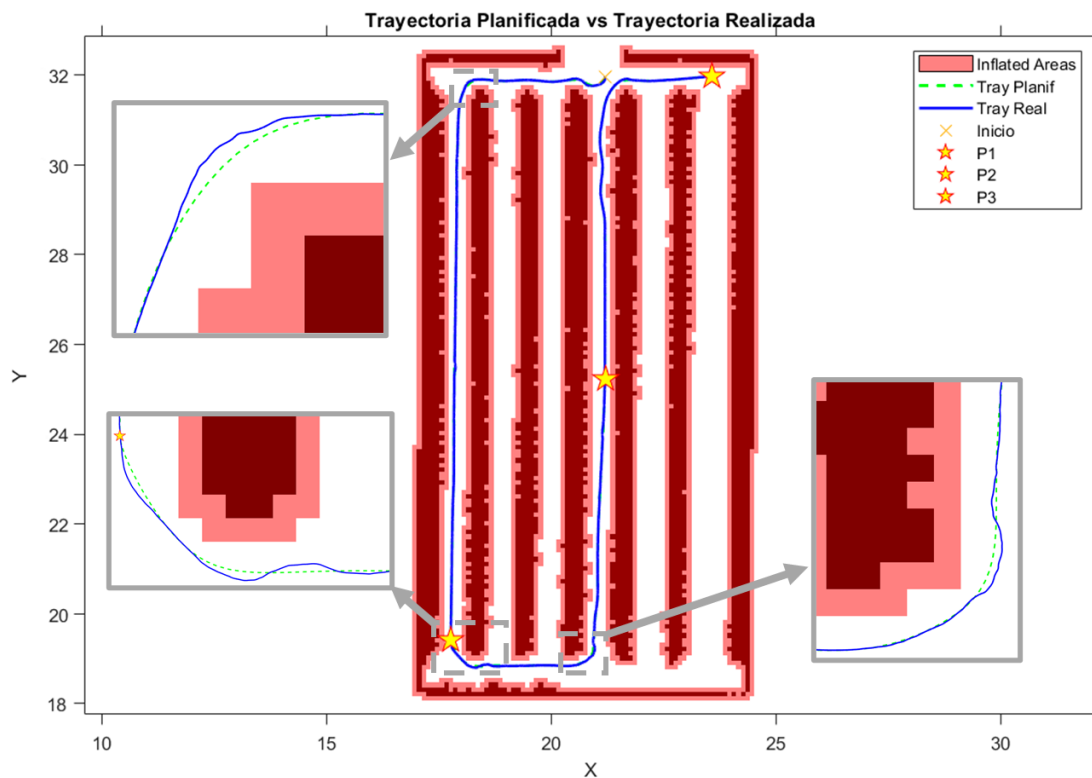 Trayectoria Planificada vs Trayectoria Realizada
Inflated Areas
Tray Planif
Tray Real
Inicio
P1
P2
P3
Y
32
30
28
26
24
22
20
18
10
15
20
25
30
X